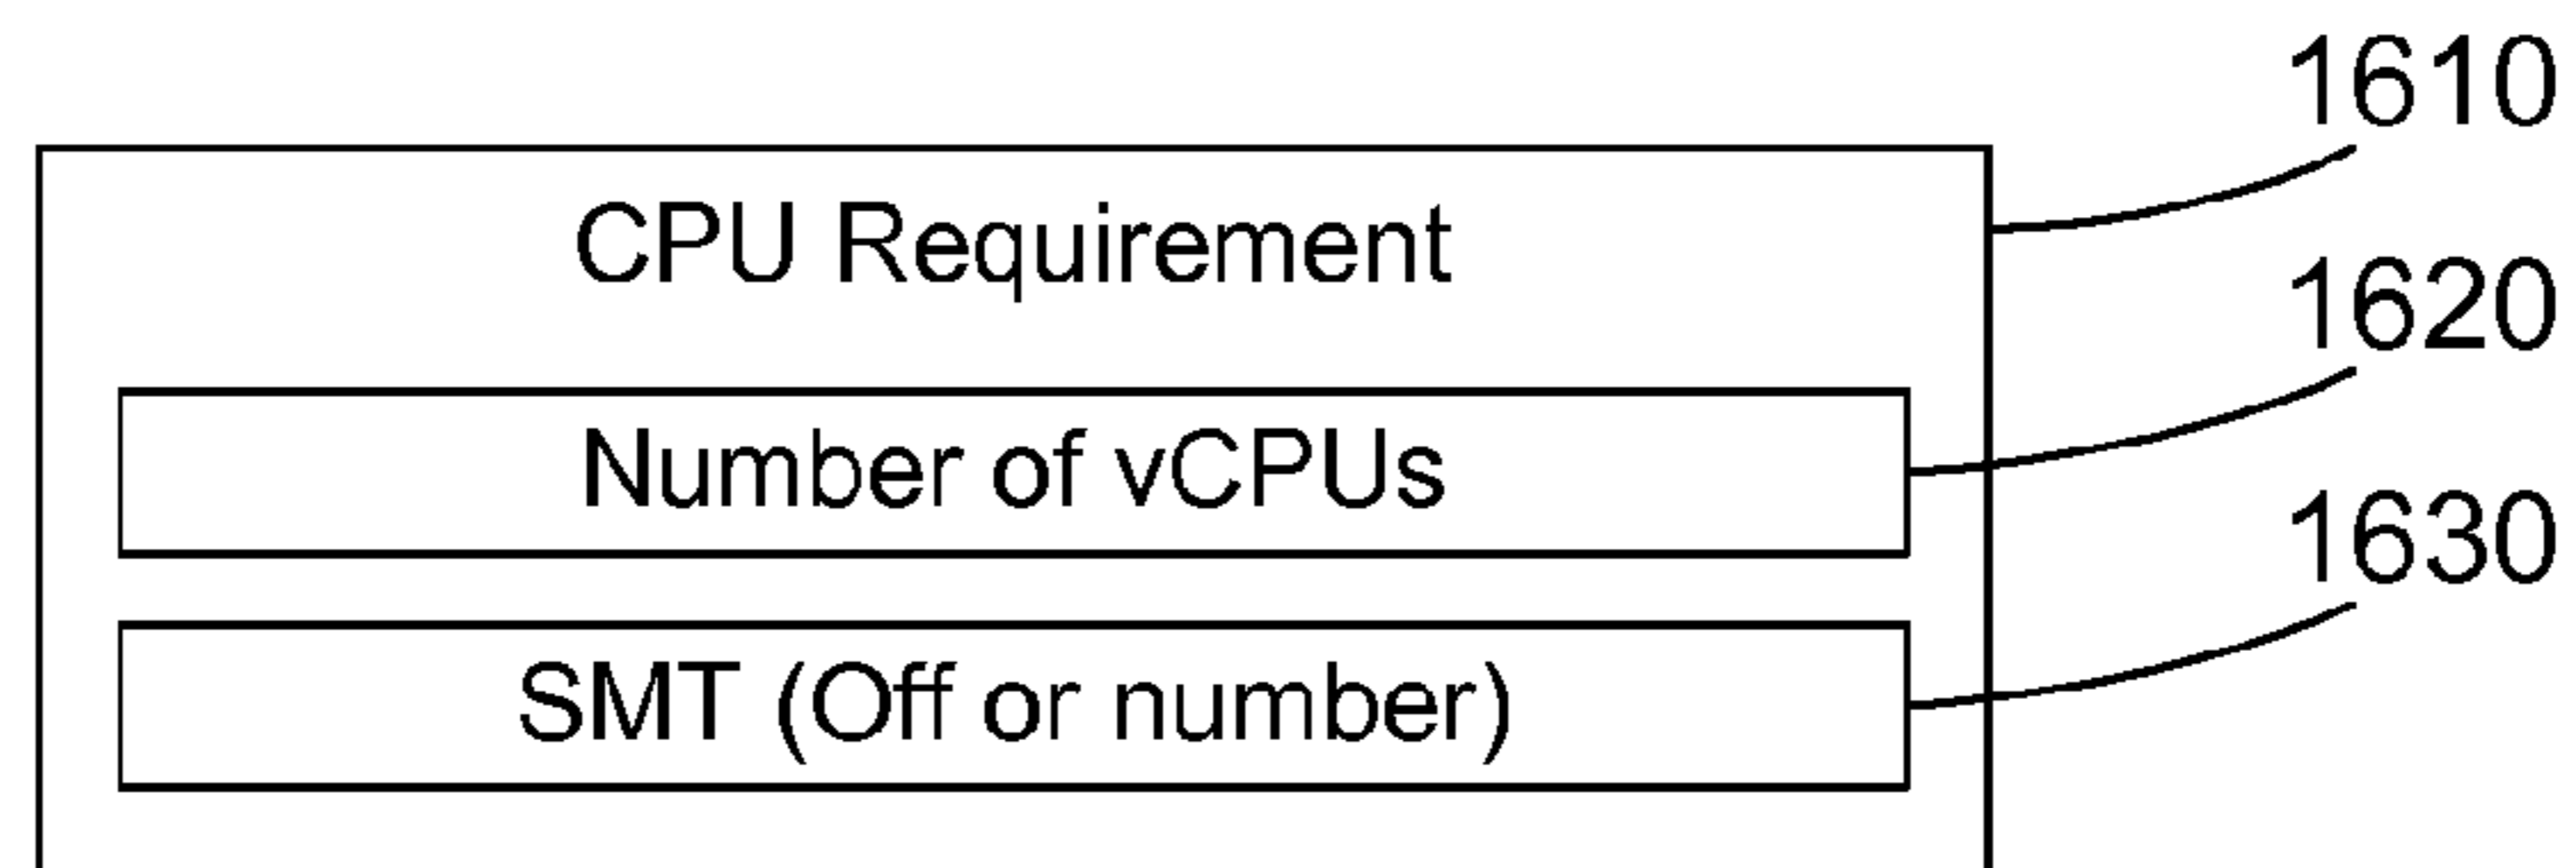 1610
CPU Requirement
1620
Number of vCPUs
1630
SMT (Off or number)